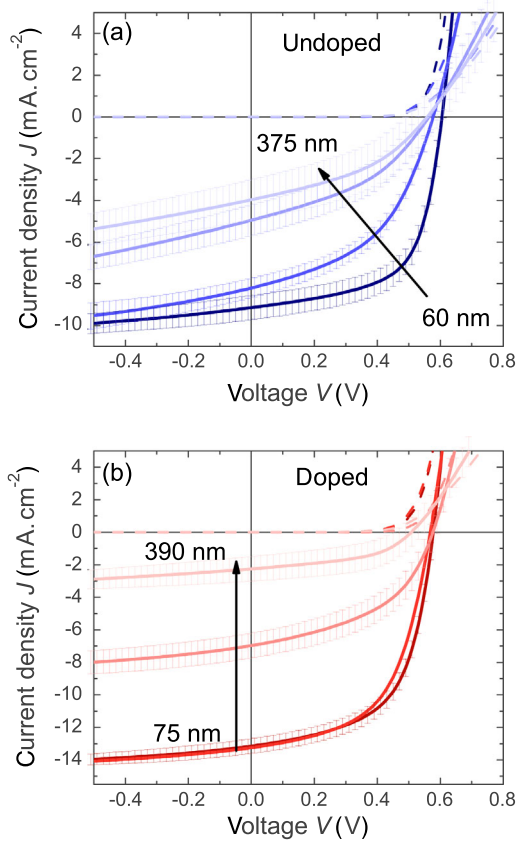 (a)
Undoped
375 nm
60 nm
Current density J (mA.cm-2)
4
2
0
-2
-4
-6
-8
-10
-0.4 -0.2 0.0 0.2 0.4 0.6 0.8
Voltage V (V)
(b)
Doped
390 nm
75 nm
Current density J (mA.cm-2)
4
2
0
-2
-4
-6
-8
-10
-12
-14
-0.4 -0.2 0.0 0.2 0.4 0.6 0.8
Voltage V (V)